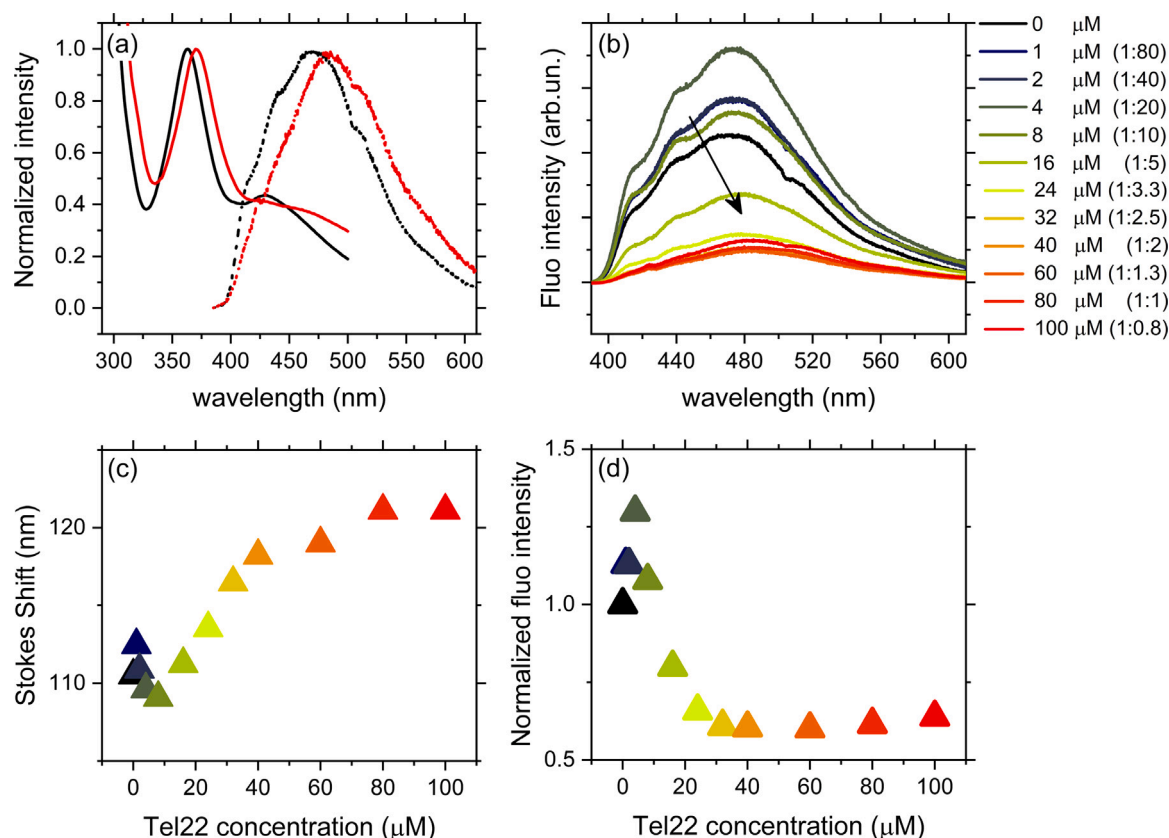 (a)
Normalized intensity
1.0
0.8
0.6
0.4
0.2
0.0
300 350 400 450 500 550 600
wavelength (nm)
(b)
Fluo intensity (arb.un.)
400 440 480 520 560 600
wavelength (nm)
0 μM
1 μM (1:80)
2 μM (1:40)
4 μM (1:20)
8 μM (1:10)
16 μM (1:5)
24 μM (1:3.3)
32 μM (1:2.5)
40 μM (1:2)
60 μM (1:1.3)
80 μM (1:1)
100 μM (1:0.8)
(c)
Stokes Shift (nm)
120
110
0 20 40 60 80 100
Tel22 concentration (μM)
(d)
Normalized fluo intensity
1.5
1.0
0.5
0 20 40 60 80 100
Tel22 concentration (μM)